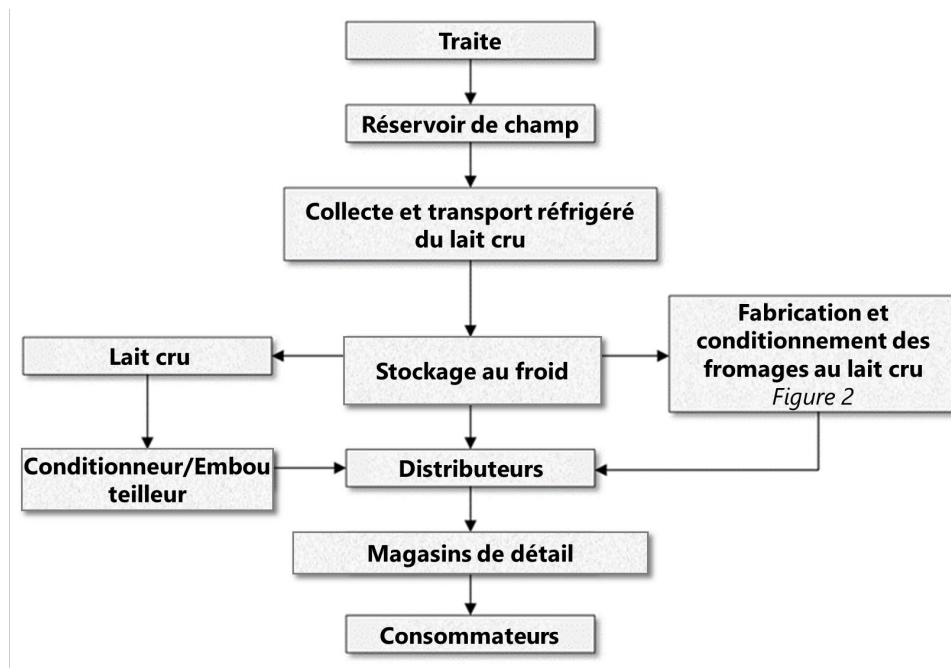 Traite
Réservoir de champ
Collecte et transport réfrigéré
du lait cru
Fabrication et
conditionnement des
fromages au lait cru
Figure 2
Lait cru
Stockage au froid
Conditionneur/Embou
teilleur
Distributeurs
Magasins de détail
Consommateurs